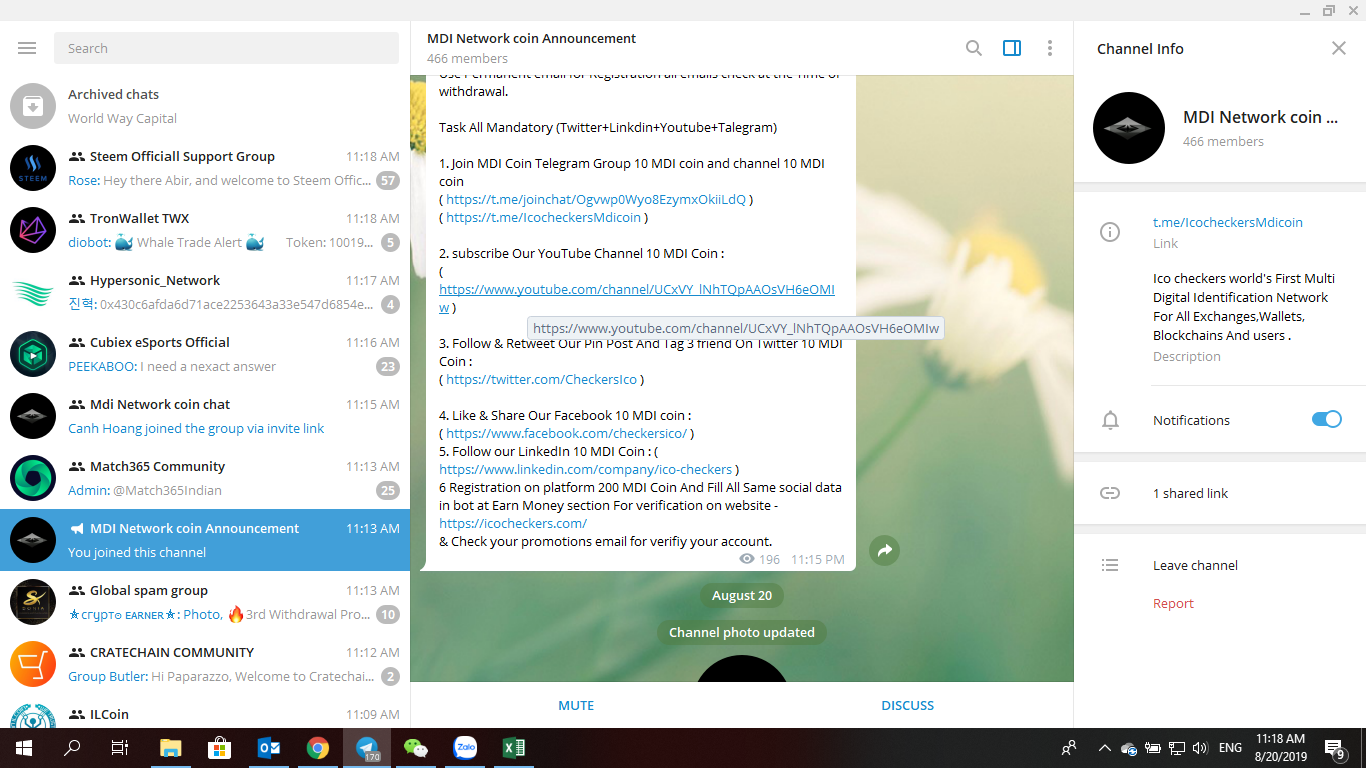 Search
Archived chats
World Way Capital
Steem Officiall Support Group 11:18 AM
Rose: Hey there Abir, and welcome to Steem Offic... 57
TronWallet TWX 11:18 AM
diobot: 🐳 Whale Trade Alert 🐳 Token: 10019... 5
Hypersonic_Network 11:17 AM
진혁: 0x430c6afda6d71ace2253643a33e547d6854e... 4
Cubiex eSports Official 11:16 AM
PEEKABOO: I need a nexact answer 23
Mdi Network coin chat 11:15 AM
Canh Hoang joined the group via invite link
Match365 Community 11:13 AM
Admin: @Match365Indian 25
MDI Network coin Announcement 11:13 AM
You joined this channel
Global spam group 11:13 AM
★crypтo ᴇᴀʀɴᴇʀ★: Photo, 🔥3rd Withdrawal Pro... 10
CRATECHAIN COMMUNITY 11:12 AM
Group Butler: Hi Paparazzo, Welcome to Cratechai... 2
ILCoin 11:09 AM
STEEM
MDI Network coin Announcement
466 members
Use Permanent email for Registration all emails check at the Time of
withdrawal.
Task All Mandatory (Twitter+Linkdin+Youtube+Talegram)
1. Join MDI Coin Telegram Group 10 MDI coin and channel 10 MDI
coin
( https://t.me/joinchat/Ogvwp0Wyo8EzymxOkiiLdQ )
( https://t.me/IcocheckersMdicoin )
2. subscribe Our YouTube Channel 10 MDI Coin :
(
https://www.youtube.com/channel/UCxVY_lNhTQpAAOsVH6eOMI
w )
https://www.youtube.com/channel/UCxVY_lNhTQpAAOsVH6eOMIw
3. Follow & Retweet Our Pin Post And Tag 3 friend On Twitter 10 MDI
Coin :
( https://twitter.com/CheckersIco )
4. Like & Share Our Facebook 10 MDI coin :
( https://www.facebook.com/checkersico/ )
5. Follow our LinkedIn 10 MDI Coin : (
https://www.linkedin.com/company/ico-checkers )
6 Registration on platform 200 MDI Coin And Fill All Same social data
in bot at Earn Money section For verification on website -
https://icocheckers.com/
& Check your promotions email for verifiy your account.
196 11:15 PM
August 20
Channel photo updated
MUTE DISCUSS
Channel Info
MDI Network coin ...
466 members
t.me/IcocheckersMdicoin
Link
Ico checkers world's First Multi
Digital Identification Network
For All Exchanges,Wallets,
Blockchains And users .
Description
Notifications
1 shared link
Leave channel
Report
170
Zalo
ENG
11:18 AM
8/20/2019
9